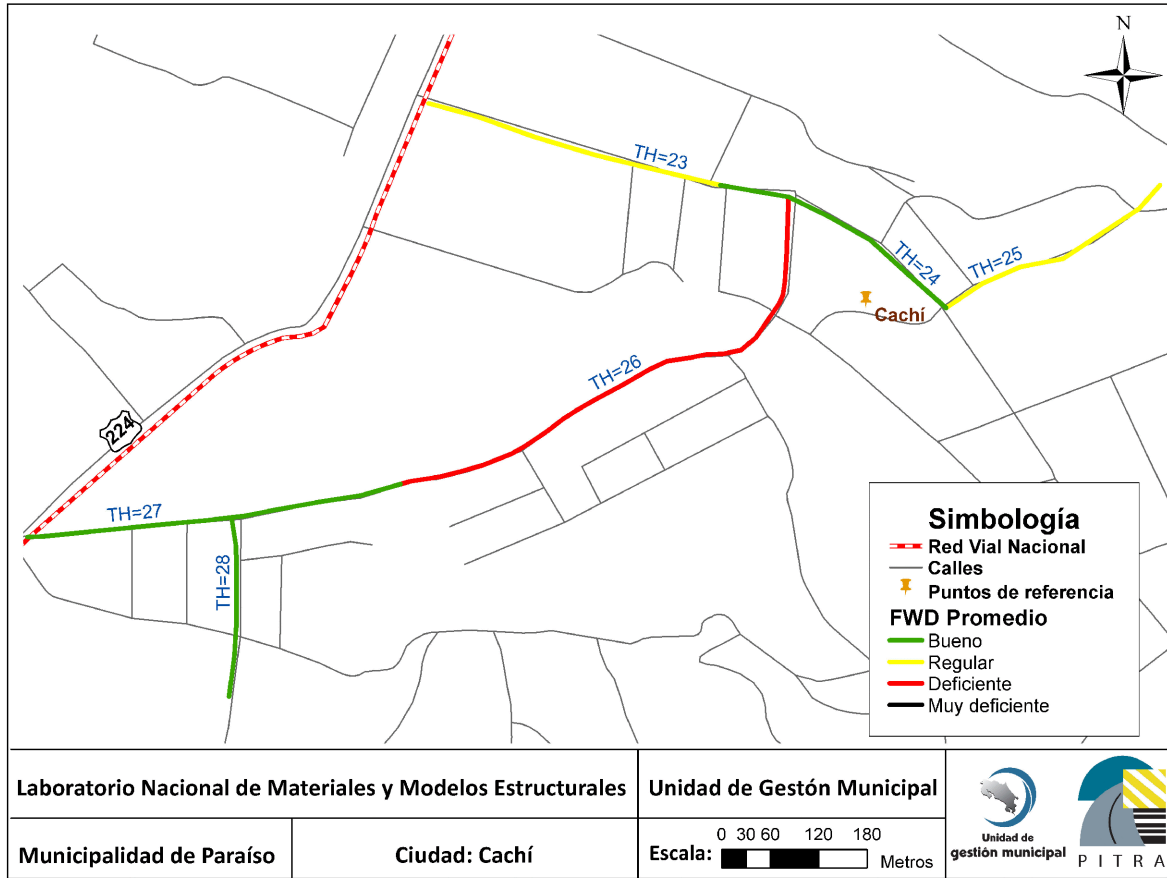 N
TH=23
TH=24
TH=25
Cachí
TH=26
224
TH=27
TH=28
Simbología
Red Vial Nacional
Calles
Puntos de referencia
FWD Promedio
Bueno
Regular
Deficiente
Muy deficiente
Laboratorio Nacional de Materiales y Modelos Estructurales
Unidad de Gestión Municipal
Municipalidad de Paraíso
Ciudad: Cachí
Escala:
0 30 60 120 180
Metros
Unidad de
gestión municipal
PITRA